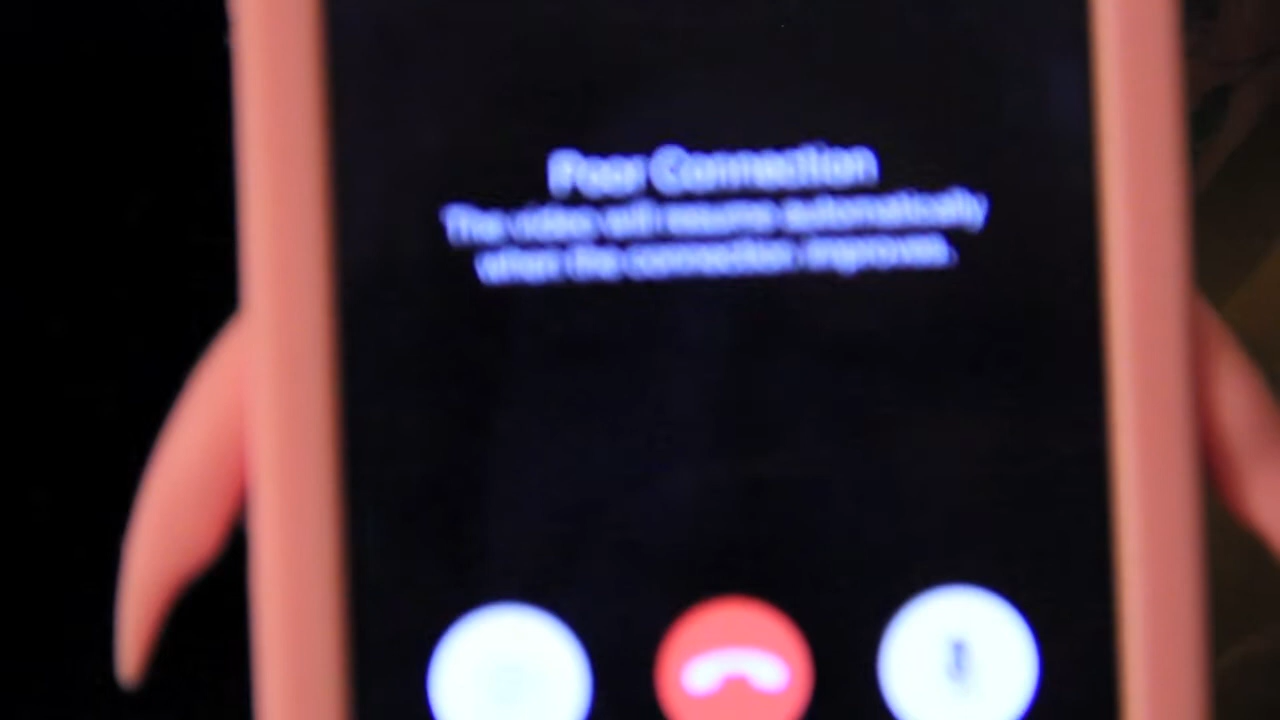 Poor Connection
The video will resume automatically
when the connection improves.